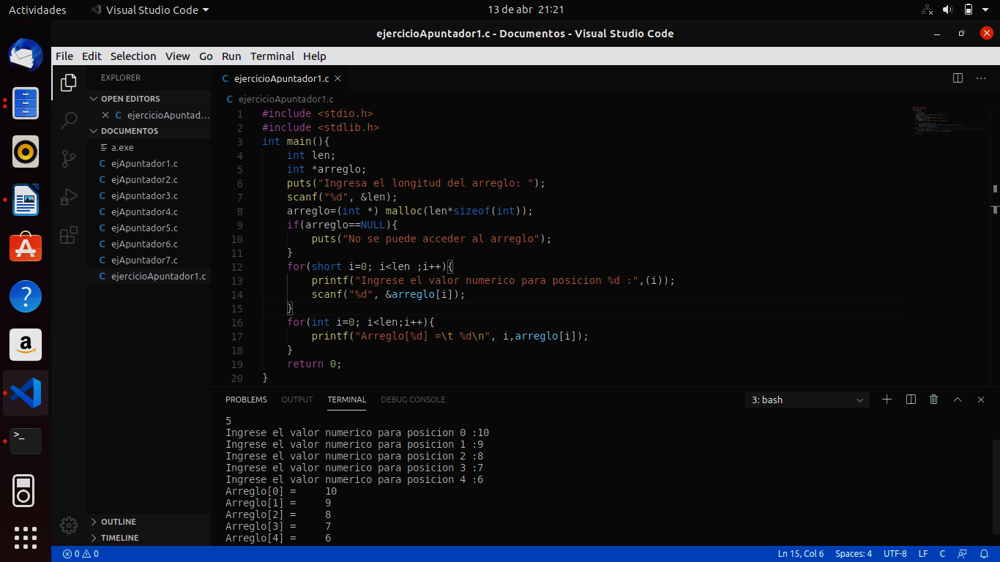 Actividades
Visual Studio Code
13 de abr 21:21
ejercicioApuntador1.c - Documentos - Visual Studio Code
File Edit Selection View Go Run Terminal Help
EXPLORER
OPEN EDITORS
ejercicioApuntad...
DOCUMENTOS
a.exe
C ejApuntador1.c
C ejApuntador2.c
C ejApuntador3.c
C ejApuntador4.c
C ejApuntador5.c
C ejApuntador6.c
C ejApuntador7.c
C ejercicioApuntador1.c
OUTLINE
TIMELINE
C ejercicioApuntador1.c
C ejercicioApuntador1.c
1 #include <stdio.h>
2 #include <stdlib.h>
3 int main(){
4 int len;
5 int *arreglo;
6 puts("Ingresa el longitud del arreglo: ");
7 scanf("%d", &len);
8 arreglo=(int *) malloc(len*sizeof(int));
9 if(arreglo==NULL){
10 puts("No se puede acceder al arreglo");
11 }
12 for(short i=0; i<len ;i++){
13 printf("Ingrese el valor numerico para posicion %d :",(i));
14 scanf("%d", &arreglo[i]);
15 }
16 for(int i=0; i<len;i++){
17 printf("Arreglo[%d] =\t %d\n", i,arreglo[i]);
18 }
19 return 0;
20 }
PROBLEMS OUTPUT TERMINAL DEBUG CONSOLE
3: bash
5
Ingrese el valor numerico para posicion 0 :10
Ingrese el valor numerico para posicion 1 :9
Ingrese el valor numerico para posicion 2 :8
Ingrese el valor numerico para posicion 3 :7
Ingrese el valor numerico para posicion 4 :6
Arreglo[0] = 10
Arreglo[1] = 9
Arreglo[2] = 8
Arreglo[3] = 7
Arreglo[4] = 6
0 0
Ln 15, Col 6 Spaces: 4 UTF-8 LF C